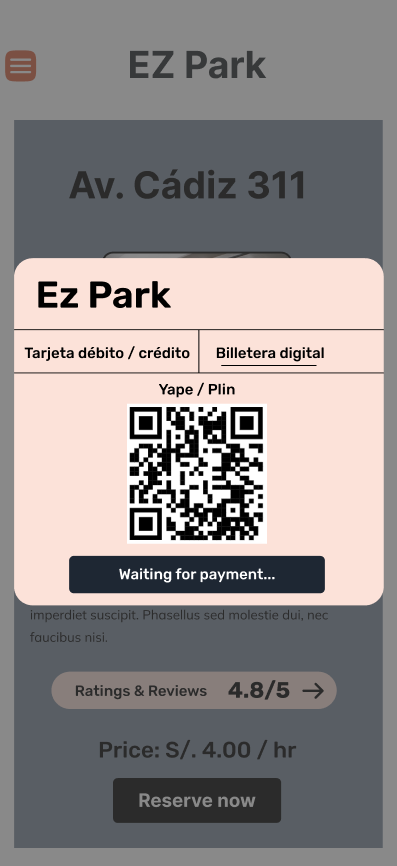 EZ Park
Av. Cádiz 311
Ez Park
Tarjeta débito / crédito
Billetera digital
Yape / Plin
Waiting for payment...
imperdiet suscipit. Phasellus sed molestie dui, nec
faucibus nisi.
Ratings & Reviews 4.8/5
Price: S/. 4.00 / hr
Reserve now